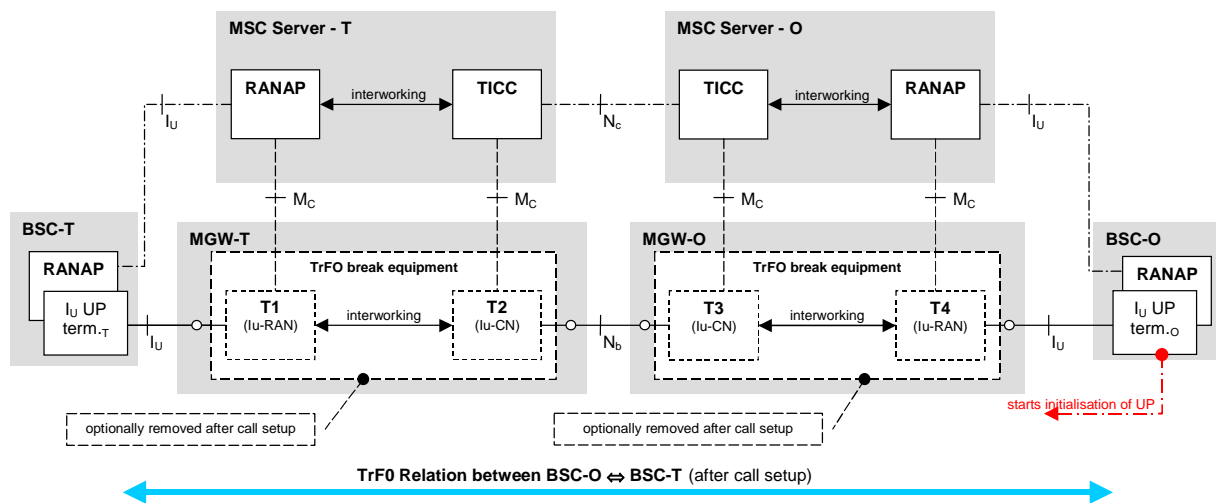 MSC Server - T
MSC Server - O
RANAP
interworking
TICC
TICC
interworking
RANAP
IU
Nc
IU
MC
MC
MC
MC
BSC-T
MGW-T
MGW-O
BSC-O
RANAP
TrFO break equipment
TrFO break equipment
RANAP
IU UP
term.T
T1
(Iu-RAN)
interworking
T2
(Iu-CN)
T3
(Iu-CN)
interworking
T4
(Iu-RAN)
IU UP
term.O
IU
Nb
IU
starts initialisation of UP
optionally removed after call setup
optionally removed after call setup
TrF0 Relation between BSC-O ⇔ BSC-T (after call setup)